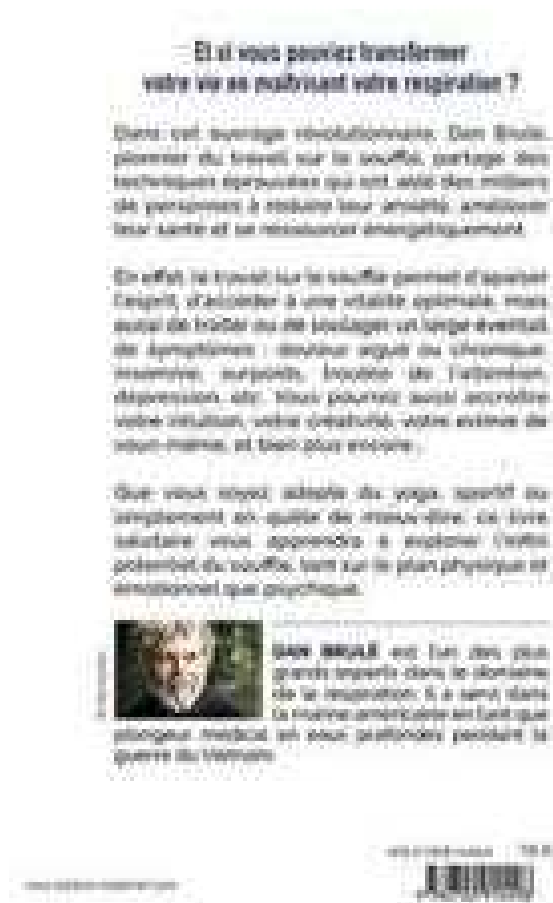 Et si vous pouviez transformer
votre vie en maîtrisant votre respiration ?
Dans cet ouvrage révolutionnaire, Dan Brulé,
pionnier du travail sur le souffle, partage des
techniques éprouvées qui ont aidé des milliers
de personnes à réduire leur anxiété, améliorer
leur santé et se ressourcer énergétiquement.
En effet, le travail sur le souffle permet d'apaiser
l'esprit, d'accéder à une vitalité optimale, mais
aussi de traiter ou de soulager un large éventail
de symptômes : douleur aiguë ou chronique,
insomnie, surpoids, troubles de l'attention,
dépression, etc. Vous pourrez aussi accroître
votre intuition, votre créativité, votre estime de
vous-même, et bien plus encore.
Que vous soyez adepte du yoga, sportif ou
simplement en quête de mieux-être, ce livre
salutaire vous apprendra à explorer l'infini
potentiel du souffle, tant sur le plan physique et
émotionnel que psychique.
DAN BRULÉ est l'un des plus
grands experts dans le domaine
de la respiration. Il a servi dans
la marine américaine en tant que
plongeur médical en eaux profondes pendant la
guerre du Vietnam.